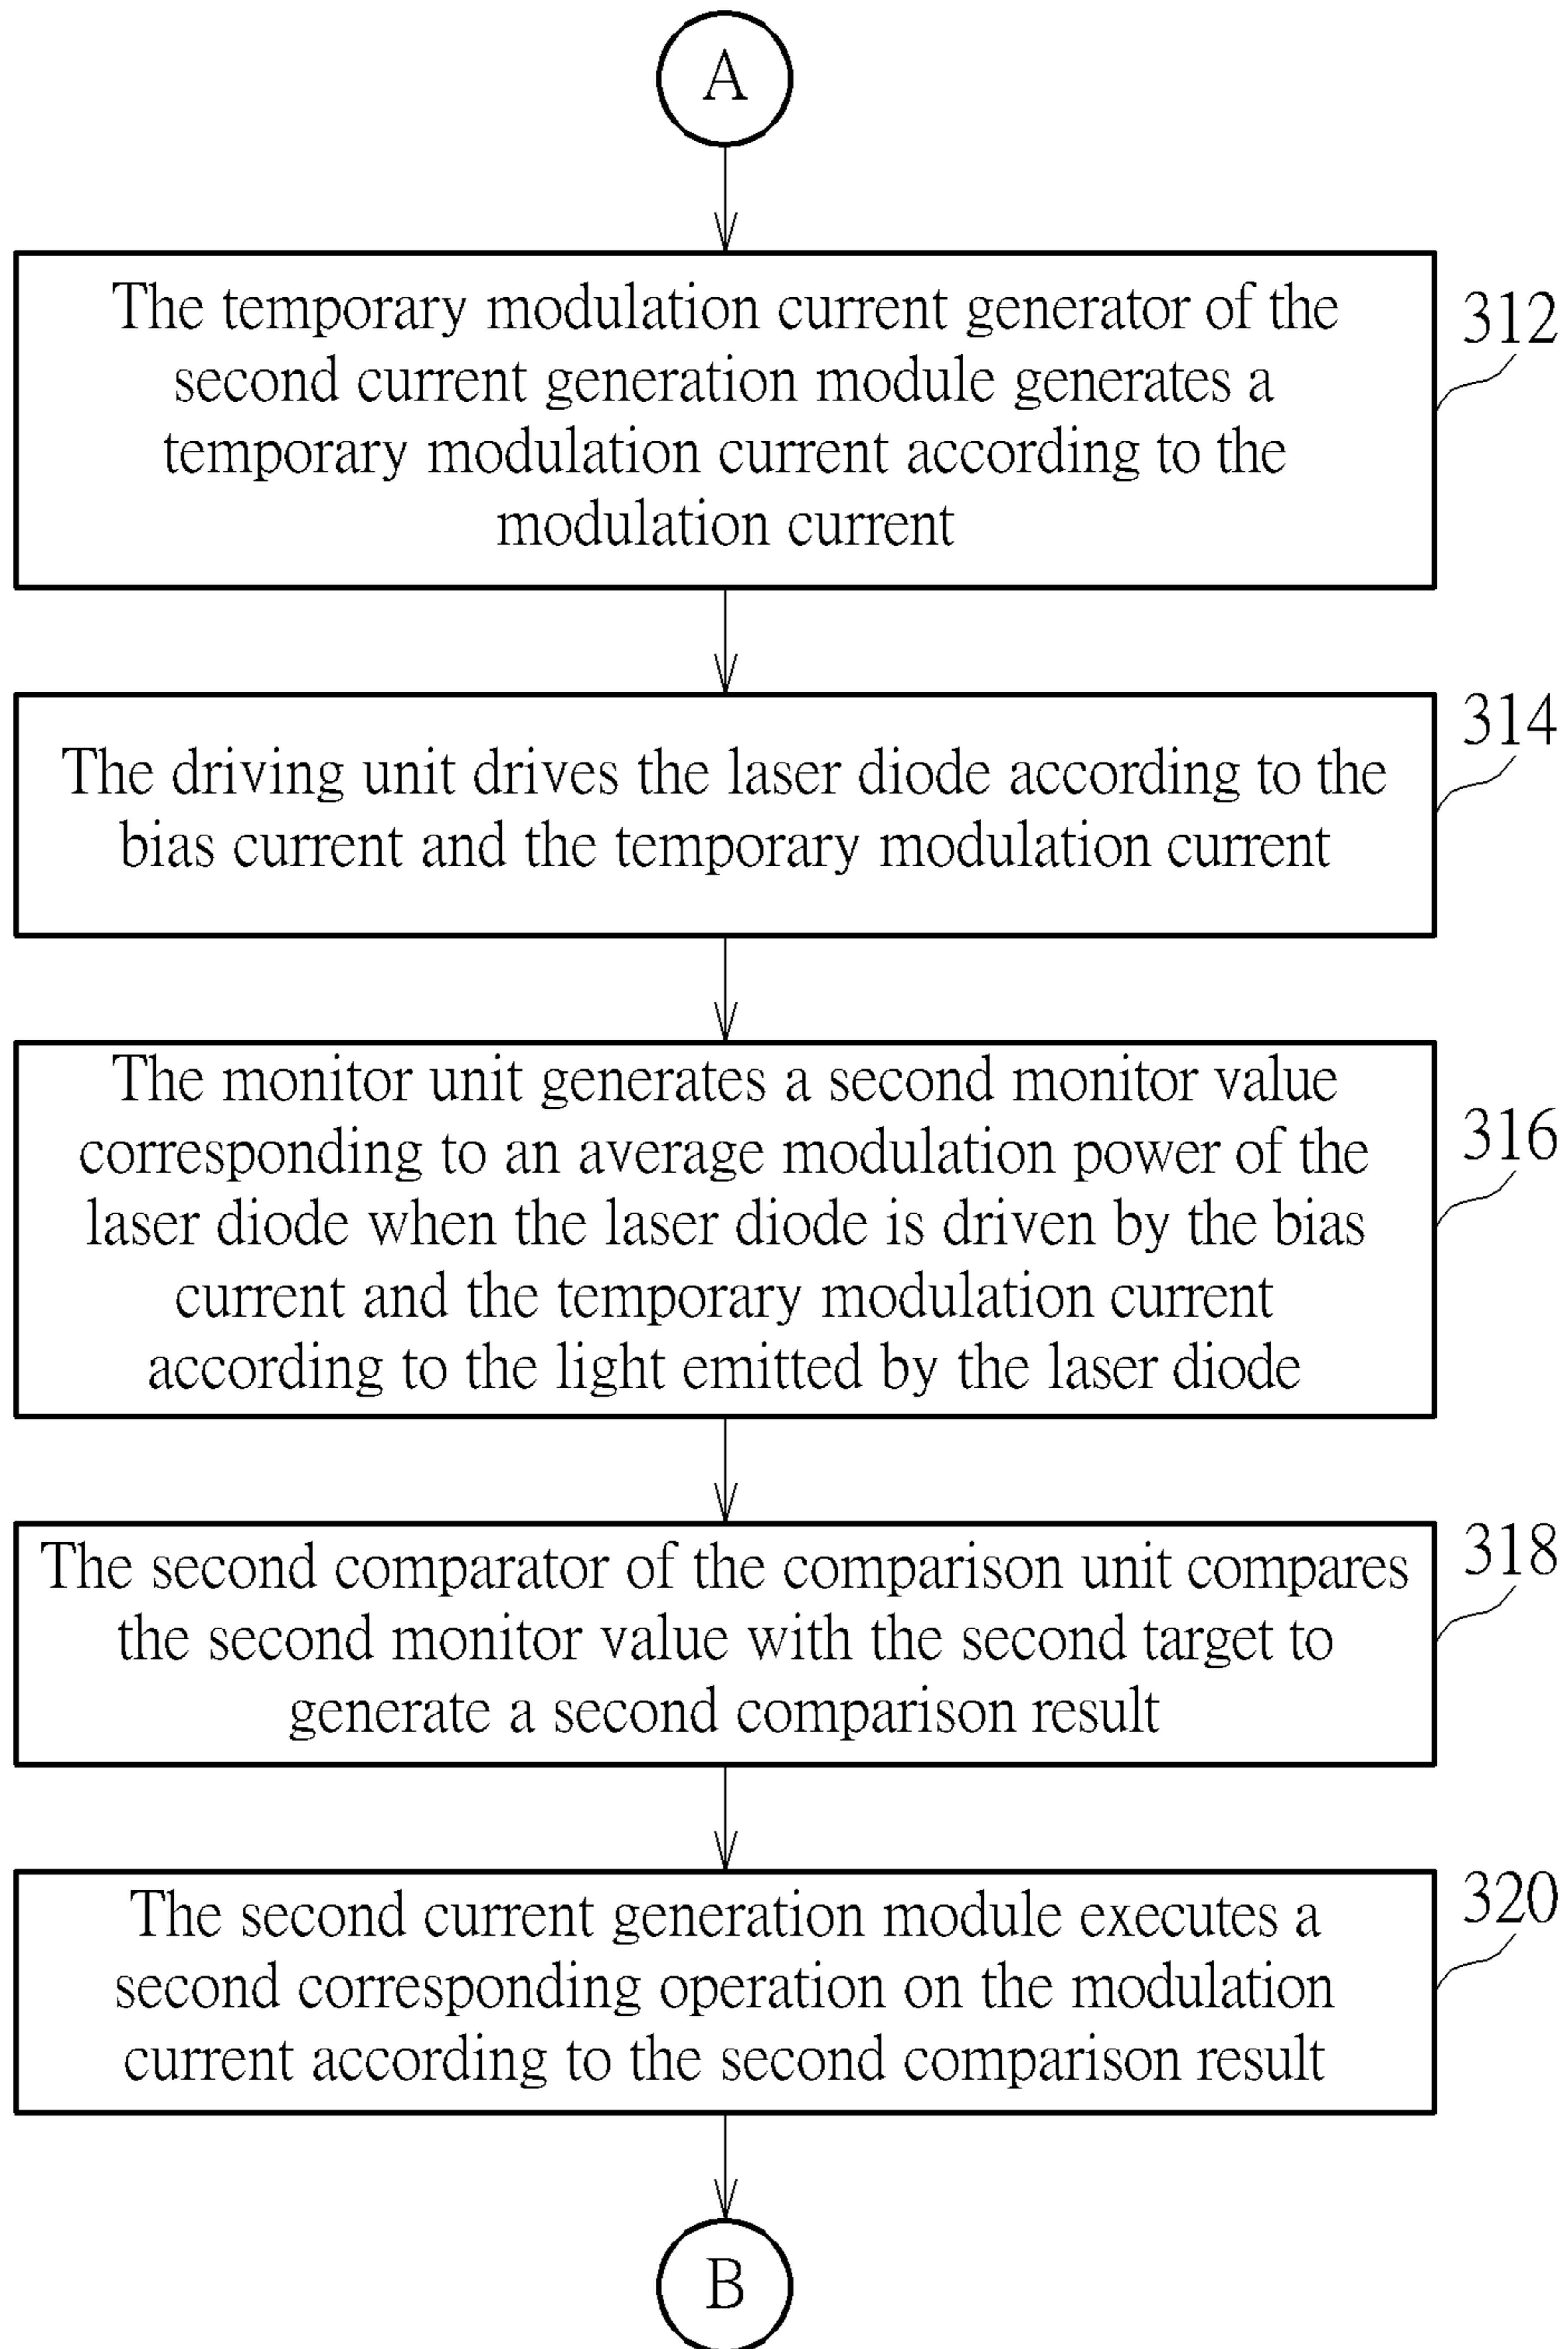 A
The temporary modulation current generator of the
second current generation module generates a
temporary modulation current according to the
modulation current
312
The driving unit drives the laser diode according to the
bias current and the temporary modulation current
314
The monitor unit generates a second monitor value
corresponding to an average modulation power of the
laser diode when the laser diode is driven by the bias
current and the temporary modulation current
according to the light emitted by the laser diode
316
The second comparator of the comparison unit compares
the second monitor value with the second target to
generate a second comparison result
318
The second current generation module executes a
second corresponding operation on the modulation
current according to the second comparison result
320
B